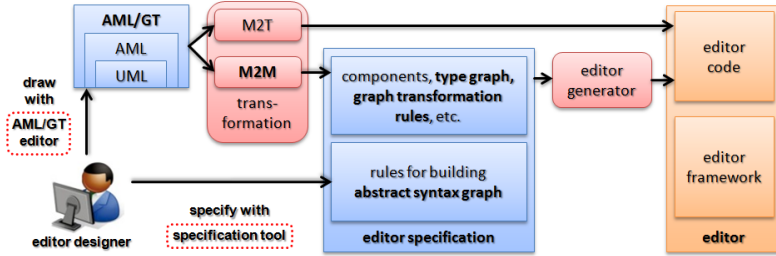 AML/GT
AML
UML
M2T
M2M
trans-
formation
draw
with
AML/GT
editor
editor designer
components, type graph,
graph transformation
rules, etc.
rules for building
abstract syntax graph
editor specification
specify with
specification tool
editor
generator
editor
code
editor
framework
editor